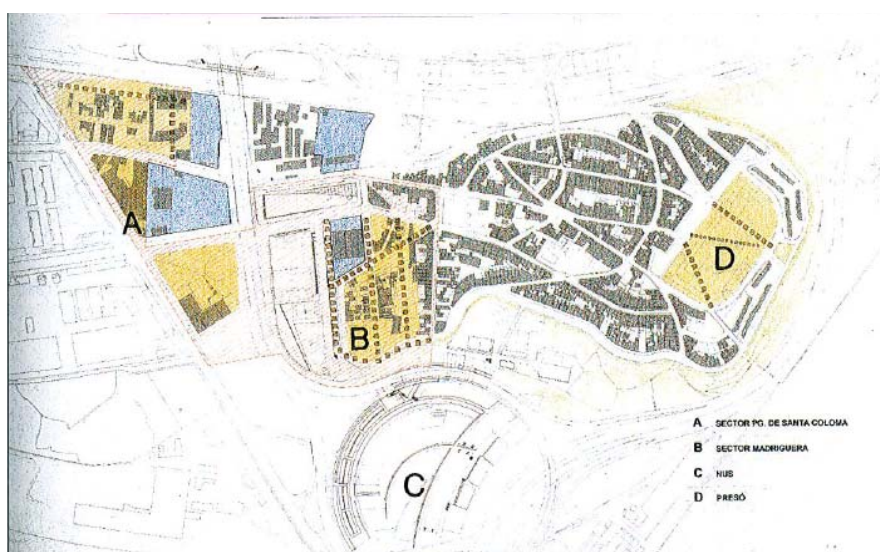 A
B
C
D
A SECTOR PG. DE SANTA COLOMA
B SECTOR MADRIGUERA
C NUS
D PRESÓ